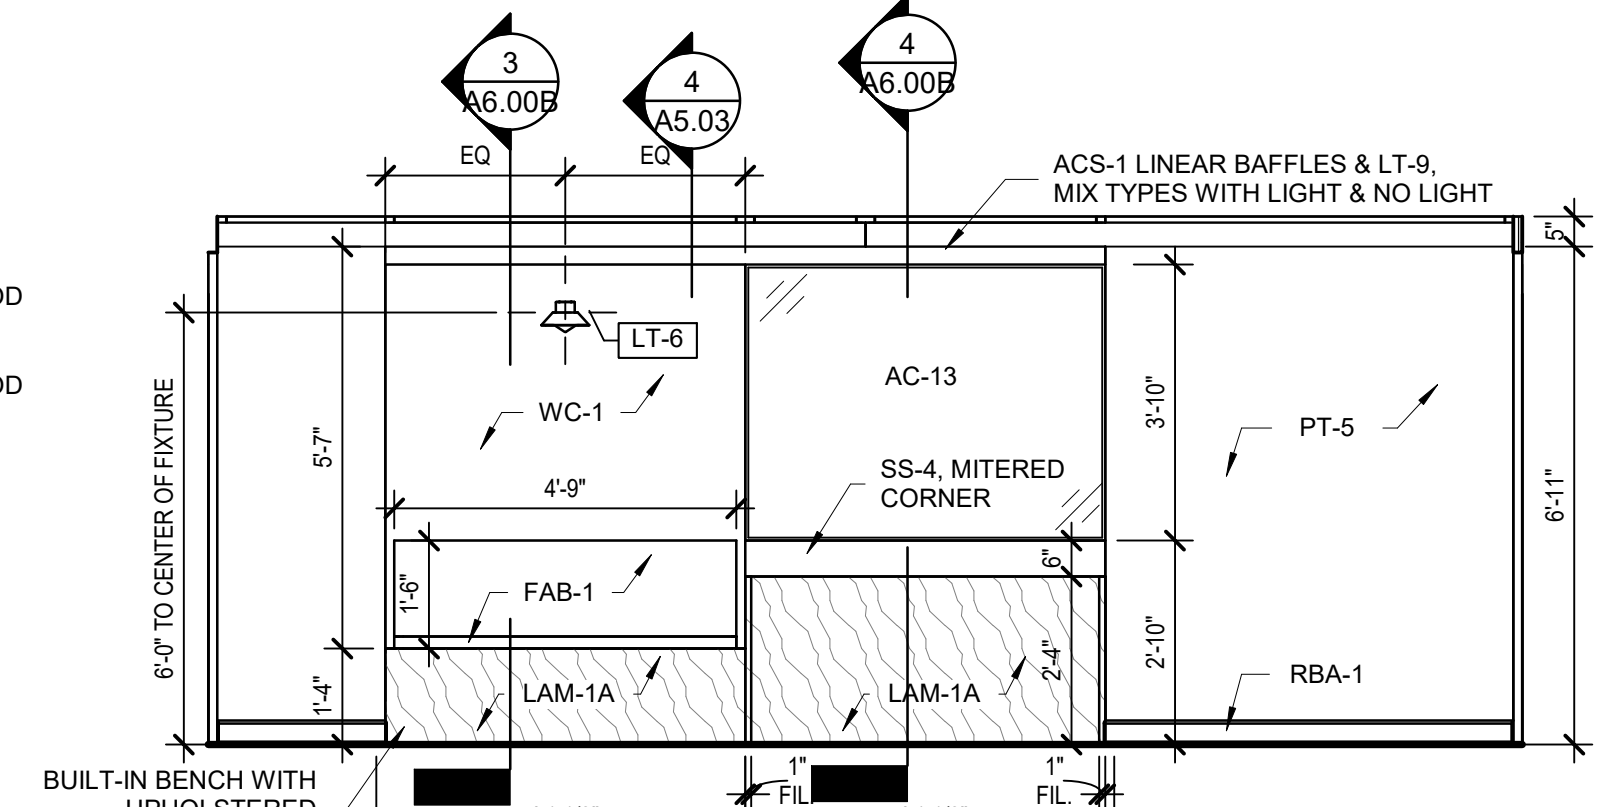 3
A6.00B
4
A5.03
4
A6.00B
EQ
EQ
ACS-1 LINEAR BAFFLES & LT-9,
MIX TYPES WITH LIGHT & NO LIGHT
5"
OD
OD
LT-6
6'-0" TO CENTER OF FIXTURE
5'-7"
WC-1
AC-13
3'-10"
PT-5
6'-11"
4'-9"
SS-4, MITERED
CORNER
6"
1'-6"
FAB-1
2'-10"
2'-4"
1'-4"
LAM-1A
LAM-1A
RBA-1
BUILT-IN BENCH WITH
UPHOLSTERED
1"
FIL.
1"
FIL.